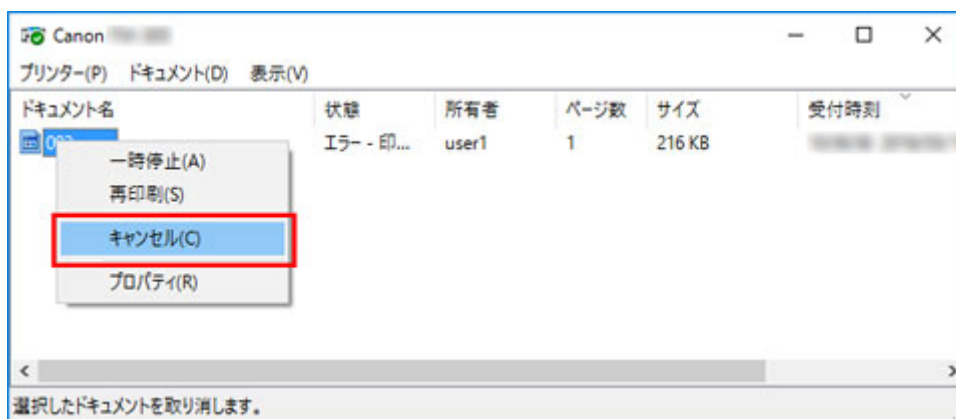 Canon
プリンター(P) ドキュメント(D) 表示(V)
ドキュメント名 状態 所有者 ページ数 サイズ 受付時刻
エラー - 印... user1 1 216 KB
一時停止(A)
再印刷(S)
キャンセル(C)
プロパティ(R)
選択したドキュメントを取り消します。